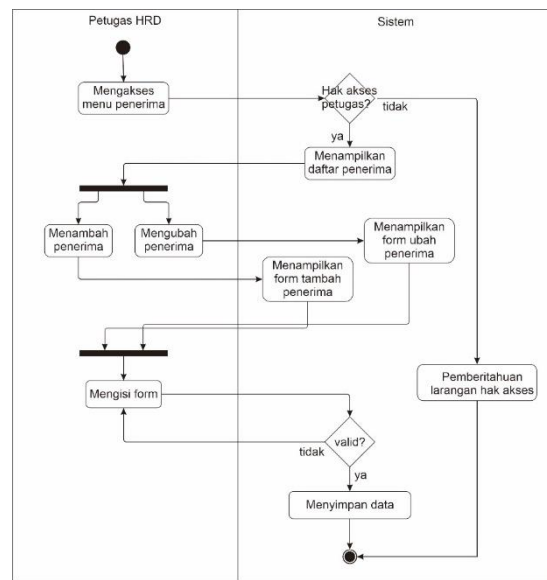 Petugas HRD
Sistem
Mengakses
menu penerima
Hak akses
petugas?
tidak
ya
Menampilkan
daftar penerima
Menambah
penerima
Mengubah
penerima
Menampilkan
form ubah
penerima
Menampilkan
form tambah
penerima
Pemberitahuan
larangan hak akses
Mengisi form
valid?
tidak
ya
Menyimpan data